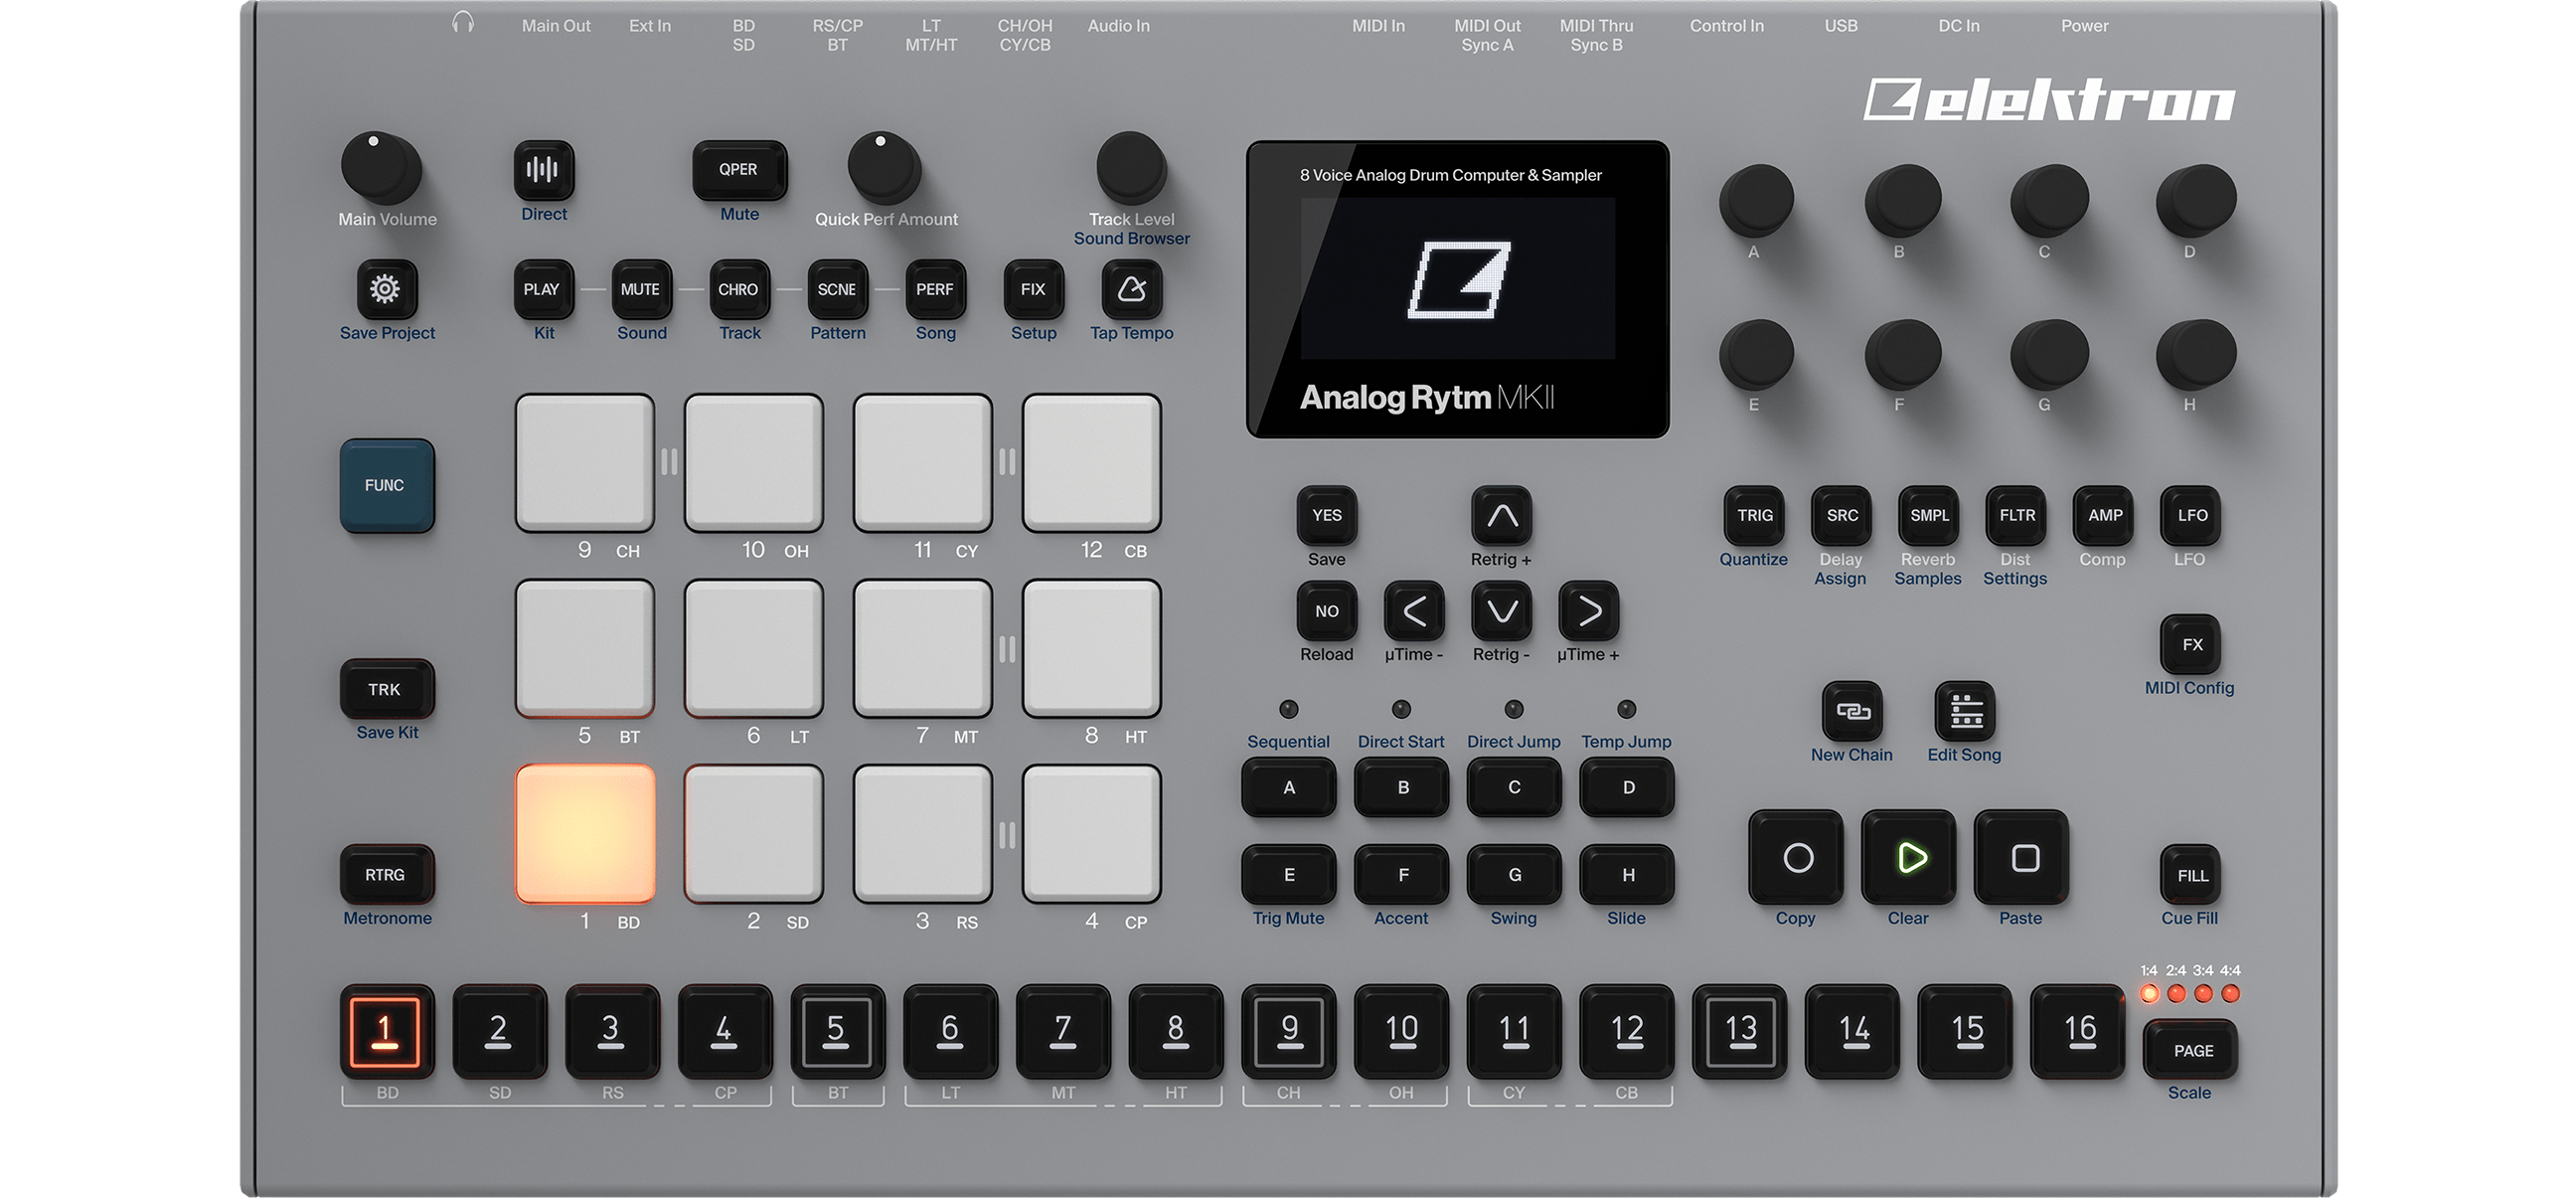 Main Out Ext In BD RS/CP LT CH/OH Audio In MIDI In MIDI Out MIDI Thru Control In USB DC In Power
SD BT MT/HT CY/CB Sync A Sync B
elektron
8 Voice Analog Drum Computer & Sampler
QPER
Direct Mute
Main Volume Quick Perf Amount Track Level
Sound Browser
A B C D
PLAY MUTE CHRO SCNE PERF FIX
Save Project Kit Sound Track Pattern Song Setup Tap Tempo
Analog Rytm MKII
E F G H
FUNC
YES
Save Retrig +
TRIG SRC SMPL FLTR AMP LFO
Quantize Delay Reverb Dist Comp LFO
Assign Samples Settings
9 CH 10 OH 11 CY 12 CB
NO
Reload µTime - Retrig - µTime +
FX
MIDI Config
TRK
Save Kit
5 BT 6 LT 7 MT 8 HT
Sequential Direct Start Direct Jump Temp Jump
New Chain Edit Song
A B C D
RTRG
Metronome
E F G H
Trig Mute Accent Swing Slide
Copy Clear Paste
FILL
Cue Fill
1 BD 2 SD 3 RS 4 CP
1:4 2:4 3:4 4:4
1 2 3 4 5 6 7 8 9 10 11 12 13 14 15 16
PAGE
BD SD RS CP BT LT MT HT CH OH CY CB Scale